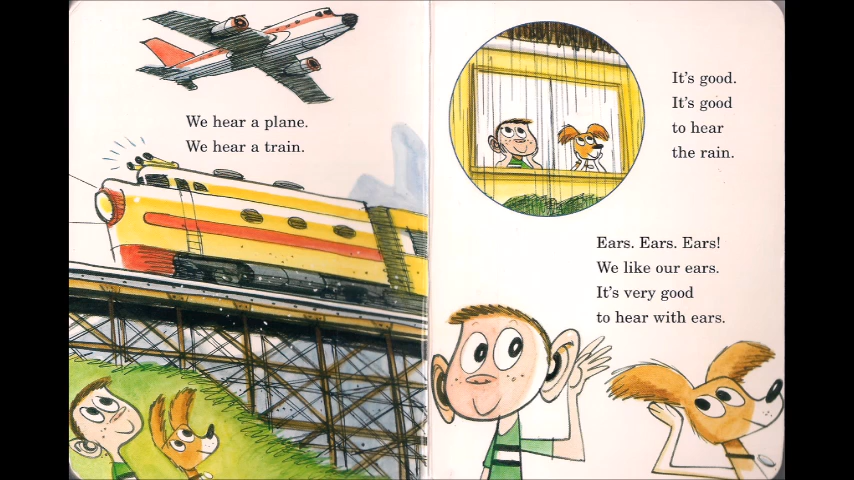 We hear a plane.
We hear a train.
It's good.
It's good
to hear
the rain.
Ears. Ears. Ears!
We like our ears.
It's very good
to hear with ears.